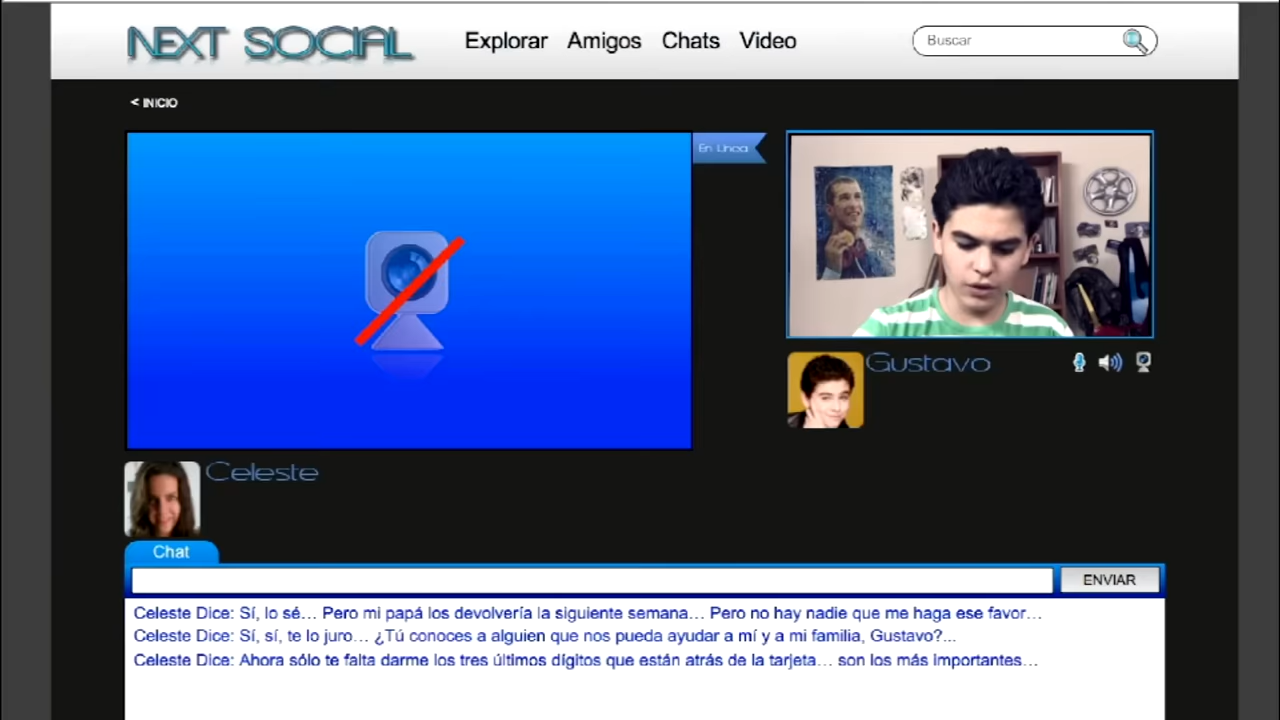 NEXT SOCIAL
Explorar Amigos Chats Video
Buscar
< INICIO
En Linea
Gustavo
Celeste
Chat
ENVIAR
Celeste Dice: Sí, lo sé... Pero mi papá los devolvería la siguiente semana... Pero no hay nadie que me haga ese favor...
Celeste Dice: Sí, sí, te lo juro... ¿Tú conoces a alguien que nos pueda ayudar a mí y a mi familia, Gustavo?...
Celeste Dice: Ahora sólo te falta darme los tres últimos dígitos que están atrás de la tarjeta... son los más importantes...